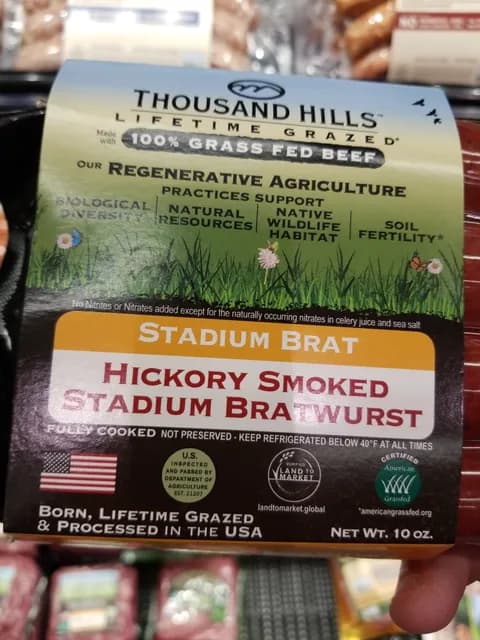 THOUSAND HILLS™
LIFETIME GRAZED®
Made with 100% GRASS FED BEEF
OUR REGENERATIVE AGRICULTURE
PRACTICES SUPPORT
BIOLOGICAL DIVERSITY
NATURAL RESOURCES
NATIVE WILDLIFE HABITAT
SOIL FERTILITY*
No Nitrites or Nitrates added except for the naturally occurring nitrates in celery juice and sea salt
STADIUM BRAT
HICKORY SMOKED
STADIUM BRATWURST
FULLY COOKED NOT PRESERVED - KEEP REFRIGERATED BELOW 40°F AT ALL TIMES
U.S.
INSPECTED
AND PASSED BY
DEPARTMENT OF
AGRICULTURE
EST. 21207
VERIFIED
LAND TO
MARKET
landtomarket.global
CERTIFIED
American
Grassfed
*americangrassfed.org
BORN, LIFETIME GRAZED
& PROCESSED IN THE USA
NET WT. 10 OZ.